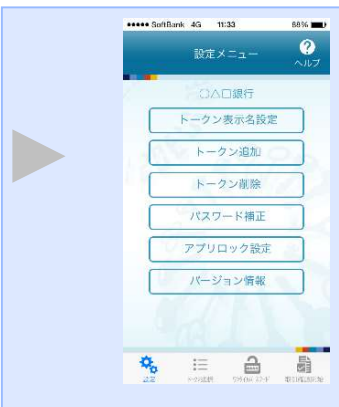 ●●●●● SoftBank 4G 11:33 88%
設定メニュー
?
ヘルプ
○△□銀行
トークン表示名設定
トークン追加
トークン削除
パスワード補正
アプリロック設定
バージョン情報
設定